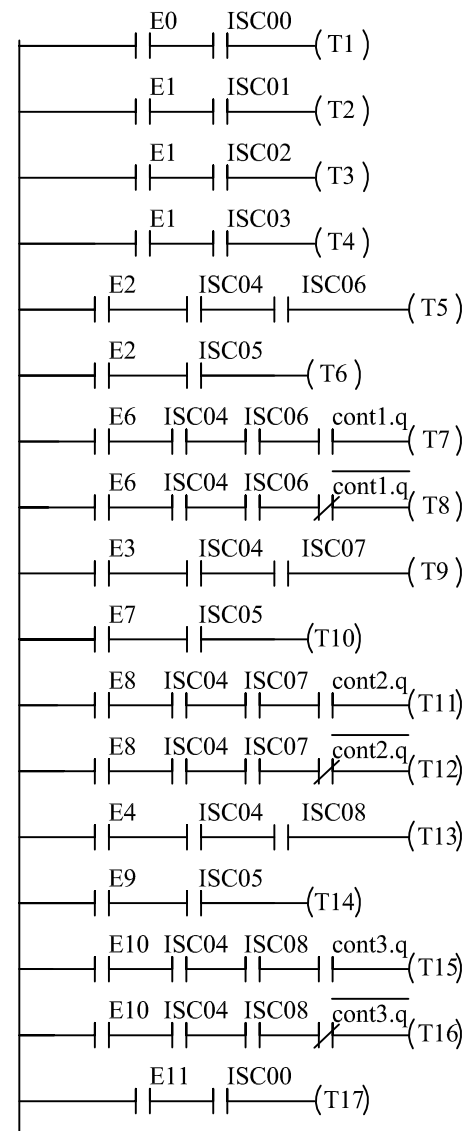 E0 ISC00
(T1)
E1 ISC01
(T2)
E1 ISC02
(T3)
E1 ISC03
(T4)
E2 ISC04 ISC06
(T5)
E2 ISC05
(T6)
E6 ISC04 ISC06 cont1.q
(T7)
E6 ISC04 ISC06 cont1.q
(T8)
E3 ISC04 ISC07
(T9)
E7 ISC05
(T10)
E8 ISC04 ISC07 cont2.q
(T11)
E8 ISC04 ISC07 cont2.q
(T12)
E4 ISC04 ISC08
(T13)
E9 ISC05
(T14)
E10 ISC04 ISC08 cont3.q
(T15)
E10 ISC04 ISC08 cont3.q
(T16)
E11 ISC00
(T17)